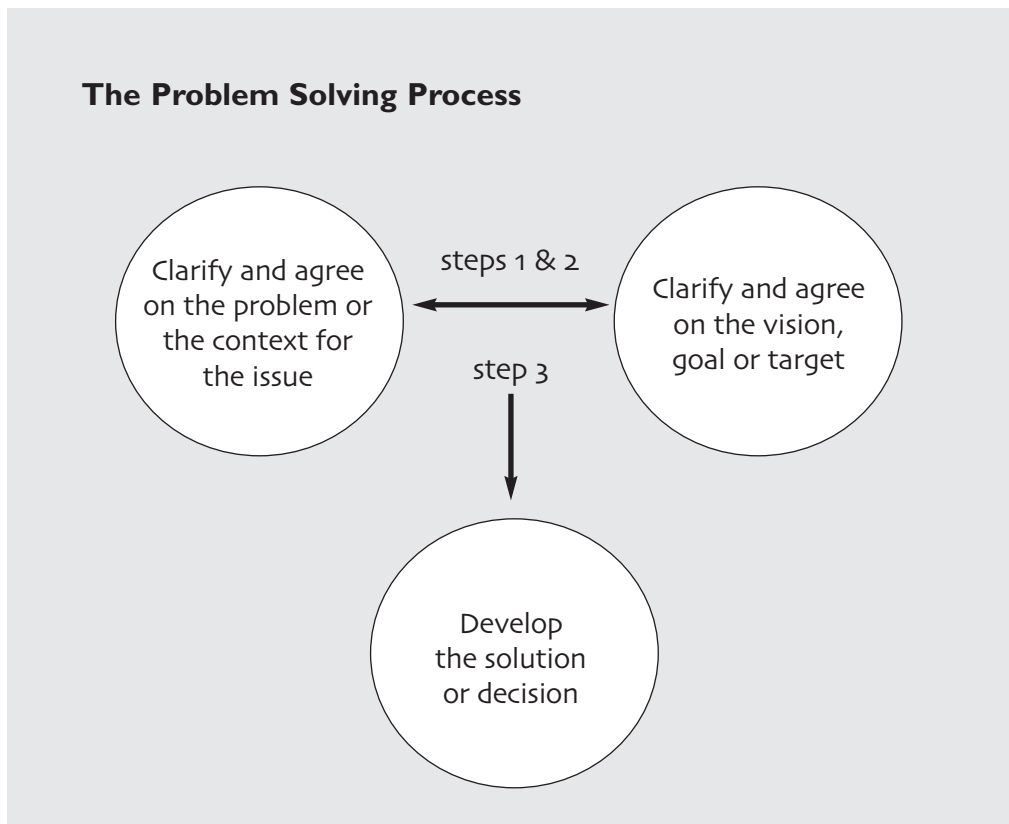 The Problem Solving Process
Clarify and agree
on the problem or
the context for
the issue
steps 1 & 2
Clarify and agree
on the vision,
goal or target
step 3
Develop
the solution
or decision